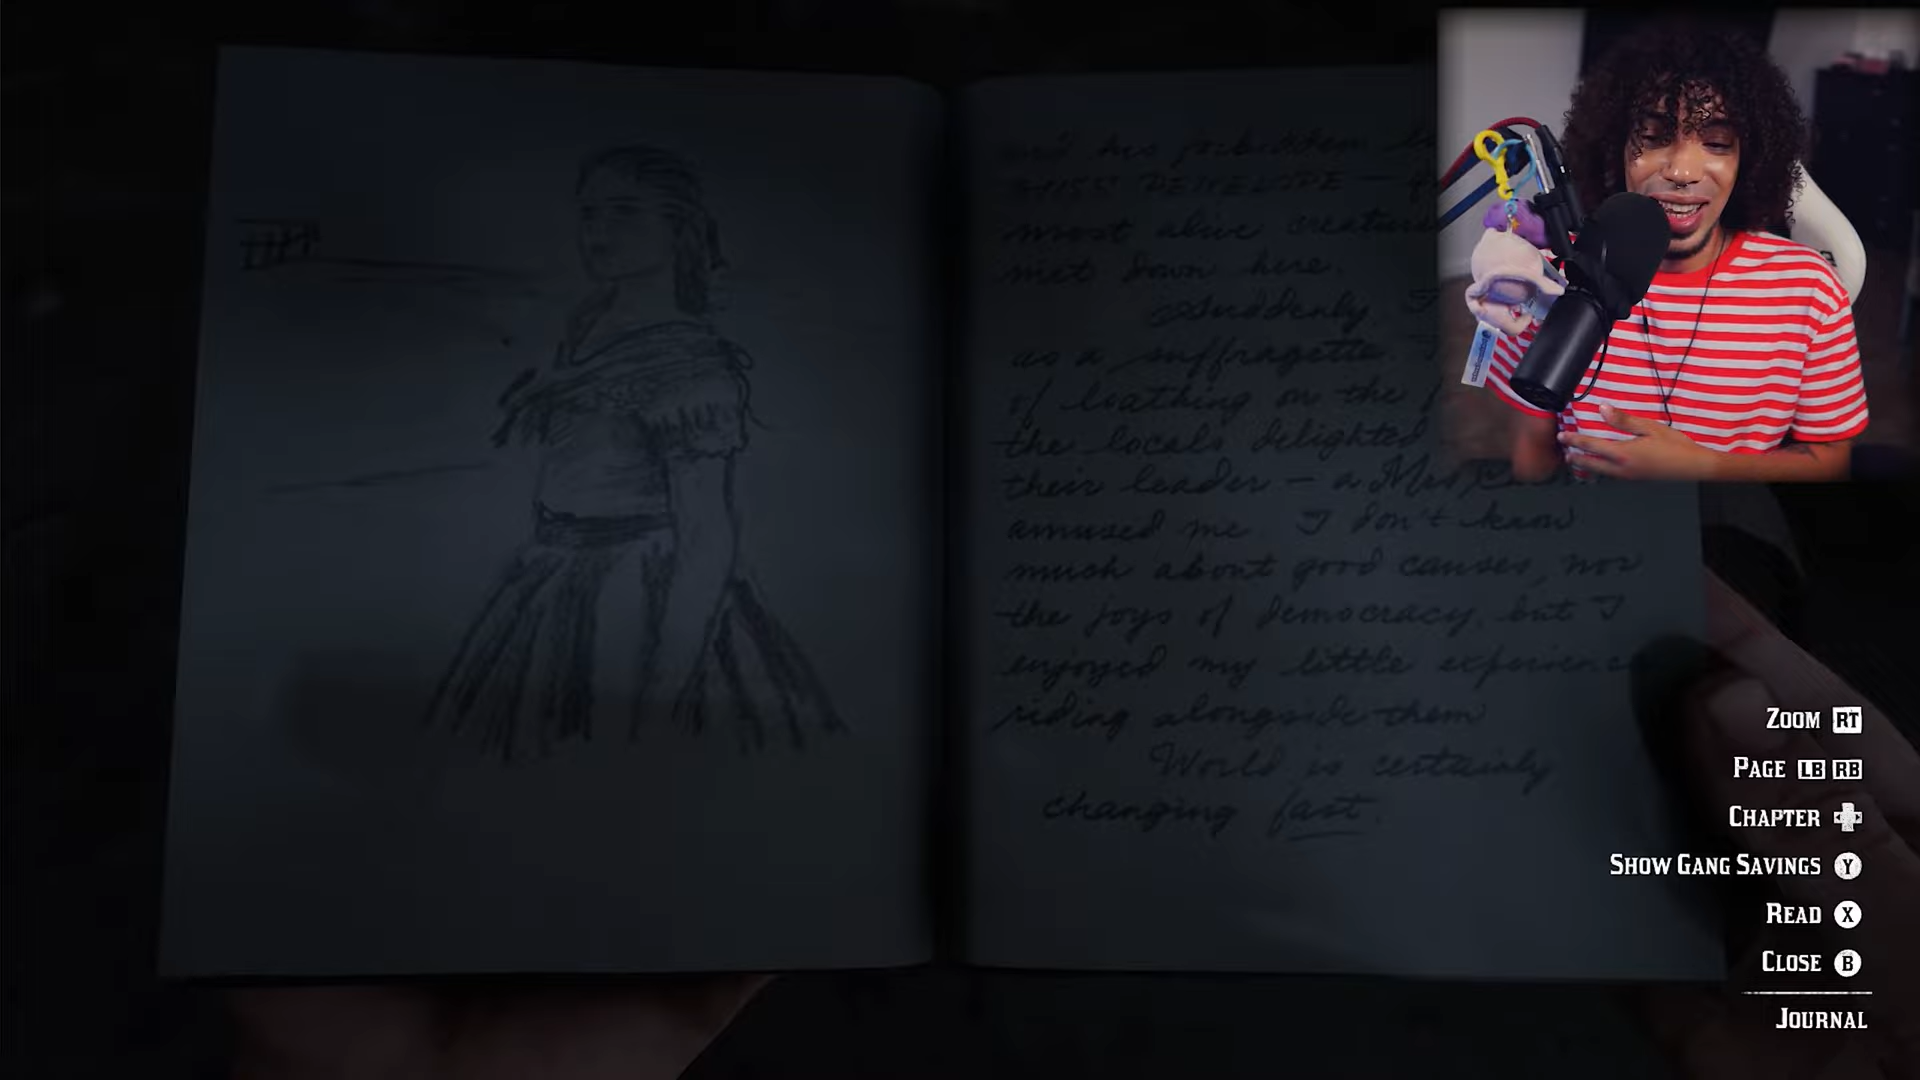 and his forbidden
MISS PENELOPE —
most alive creature
met down here.
Suddenly, I
as a suffragette.
of loathing on the
the locals delighted
their leader — a Mrs
amused me. I don't know
much about good causes, nor
the joys of democracy, but I
enjoyed my little experience
riding alongside them
World is certainly
changing fast.
ZOOM RT
PAGE LB RB
CHAPTER
SHOW GANG SAVINGS Y
READ X
CLOSE B
JOURNAL